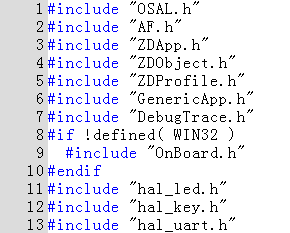 1 #include "OSAL.h"
2 #include "AF.h"
3 #include "ZDApp.h"
4 #include "ZDObject.h"
5 #include "ZDProfile.h"
6 #include "GenericApp.h"
7 #include "DebugTrace.h"
8 #if !defined( WIN32 )
9   #include "OnBoard.h"
10 #endif
11 #include "hal_led.h"
12 #include "hal_key.h"
13 #include "hal_uart.h"